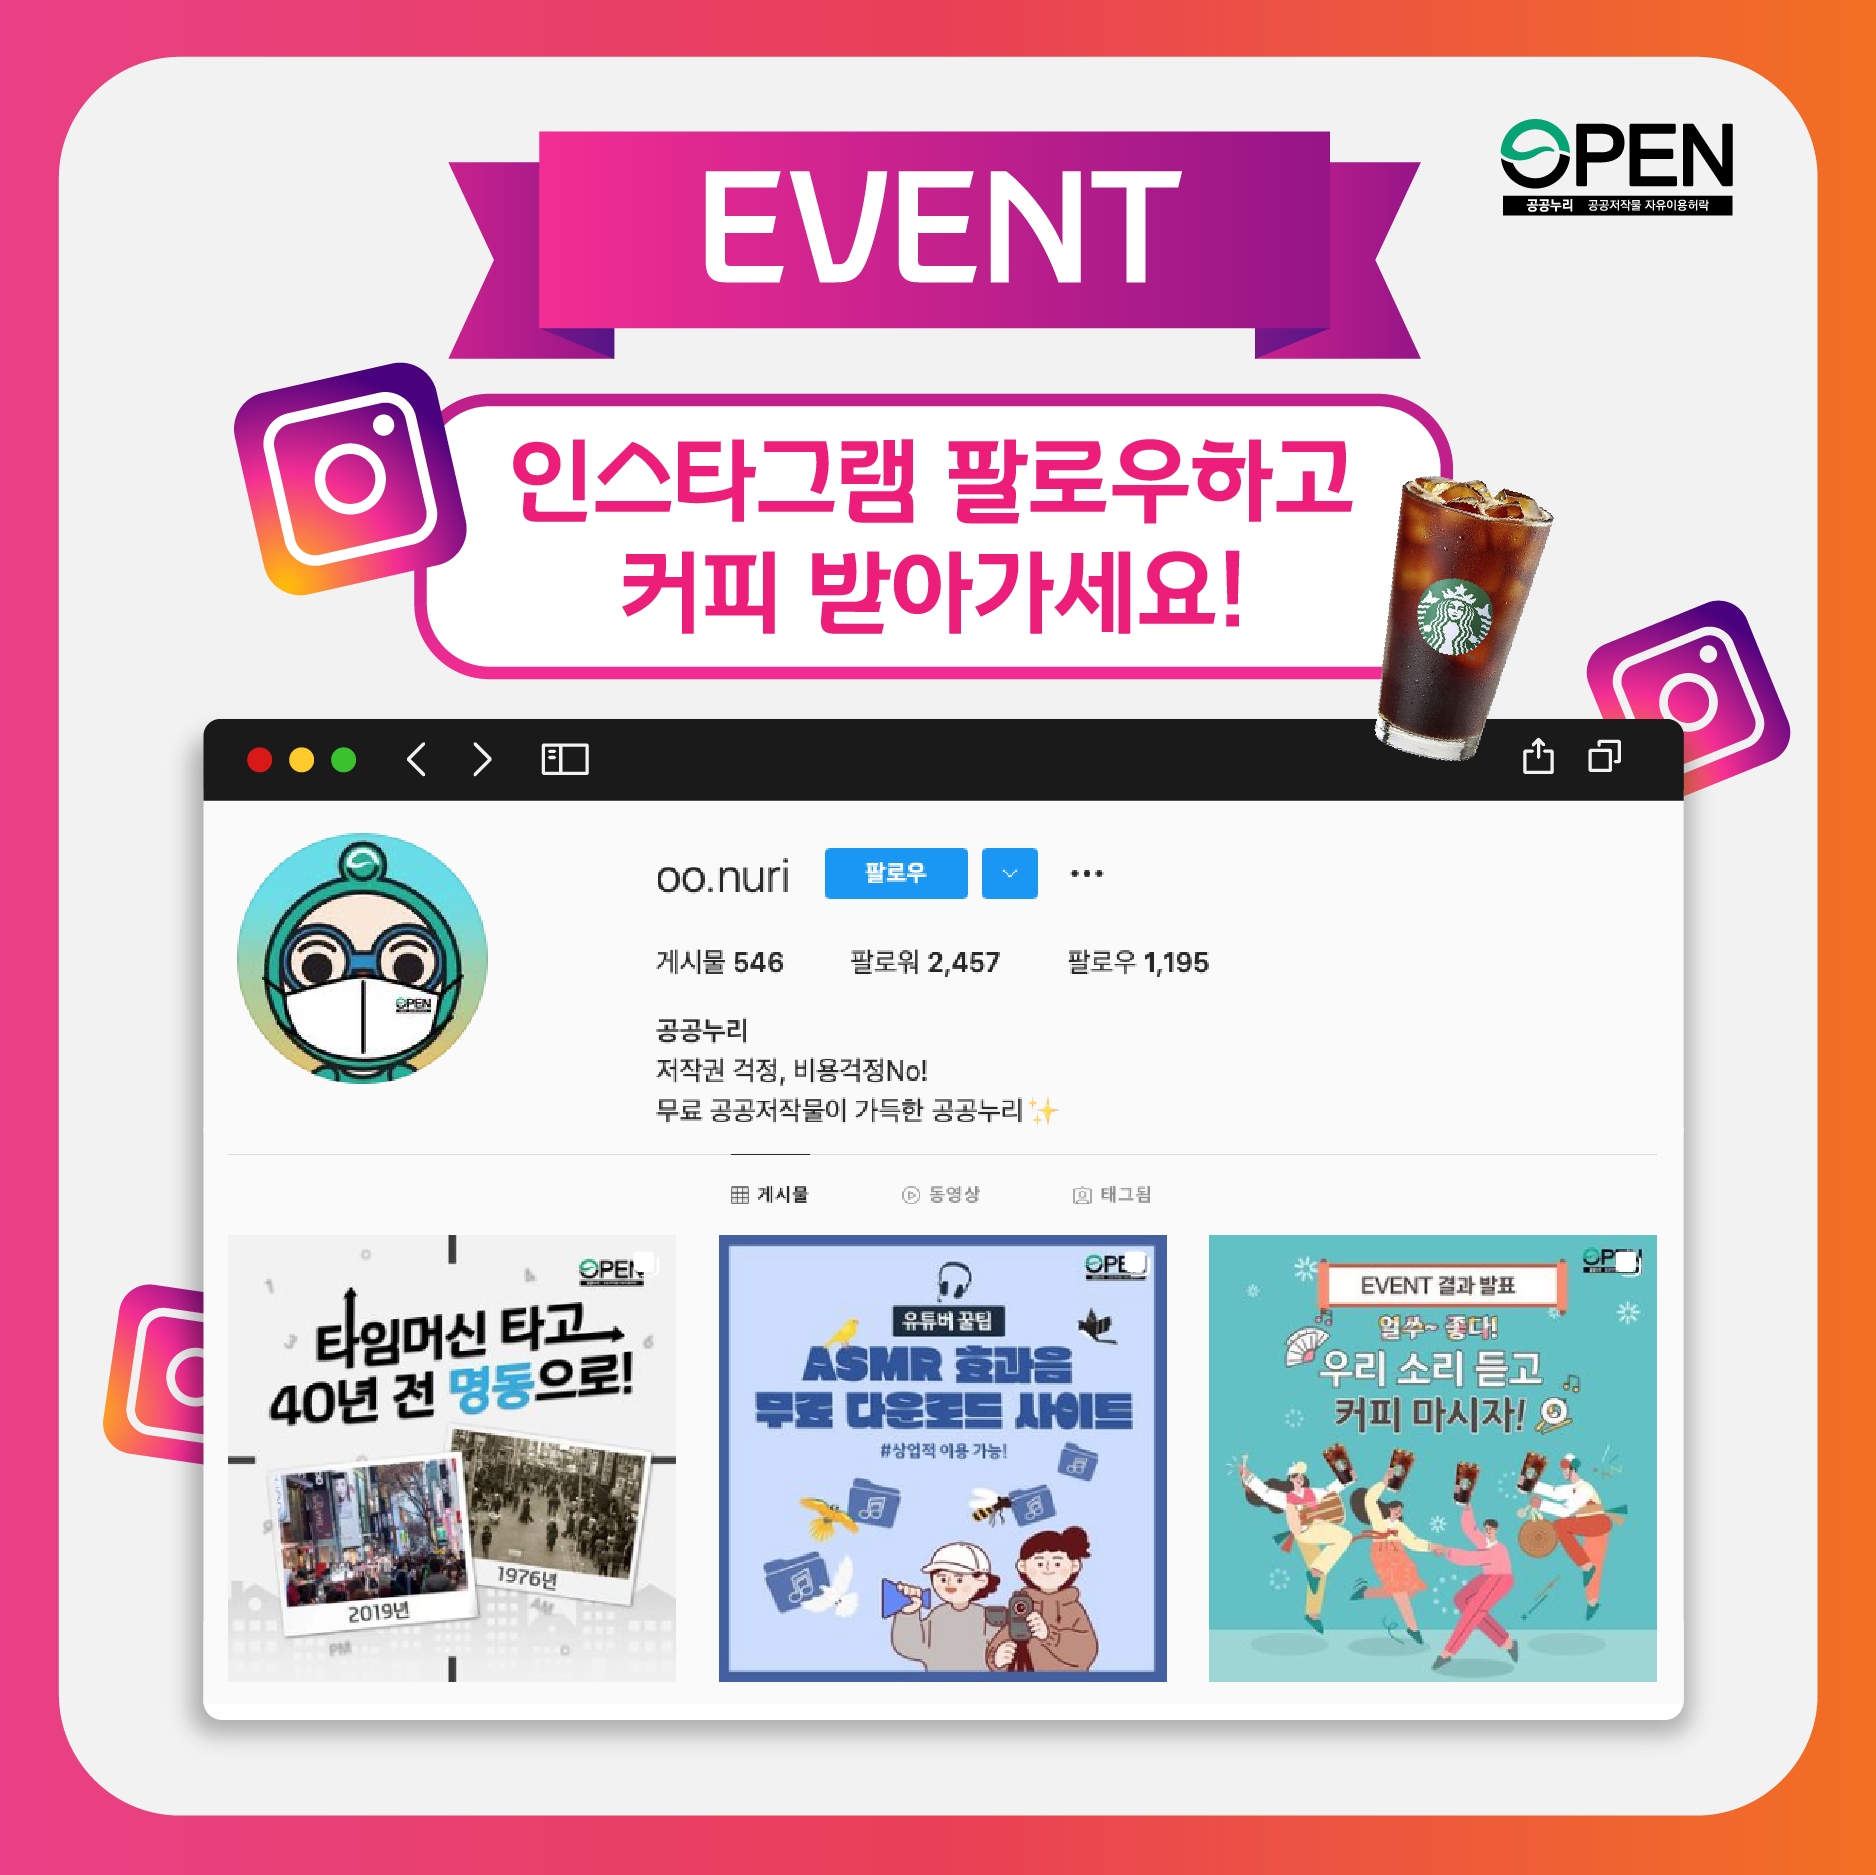 EVENT
OPEN
공공누리 공공저작물 자유이용허락
인스타그램 팔로우하고
커피 받아가세요!
oo.nuri 팔로우
게시물 546 팔로워 2,457 팔로우 1,195
공공누리
저작권 걱정, 비용걱정No!
무료 공공저작물이 가득한 공공누리✨
OPEN
게시물 동영상 태그됨
타임머신 타고
40년 전 명동으로!
1976년
2019년
AM
PM
유튜버 꿀팁
ASMR 효과음
무료 다운로드 사이트
#상업적 이용 가능!
EVENT 결과 발표
얼쑤~ 좋다!
우리 소리 듣고
커피 마시자!